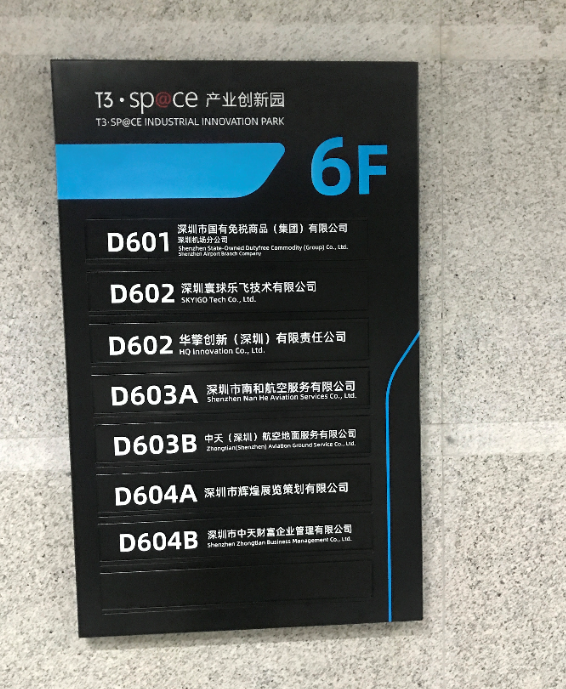 T3·sp@ce 产业创新园
T3·SP@CE INDUSTRIAL INNOVATION PARK
6F
D601 深圳市国有免税商品（集团）有限公司
深圳机场分公司
Shenzhen State-Owned Dutyfree Commodity (Group) Co., Ltd.
Shenzhen Airport Branch Company
D602 深圳寰球乐飞技术有限公司
SKYIGO Tech Co., Ltd.
D602 华擎创新（深圳）有限责任公司
HQ Innovation Co., Ltd.
D603A 深圳市南和航空服务有限公司
Shenzhen Nan He Aviation Services Co., Ltd.
D603B 中天（深圳）航空地面服务有限公司
Zhongtian(Shenzhen) Aviation Ground Service Co., Ltd.
D604A 深圳市辉煌展览策划有限公司
D604B 深圳市中天财富企业管理有限公司
Shenzhen Zhongtian Business Management Co., Ltd.